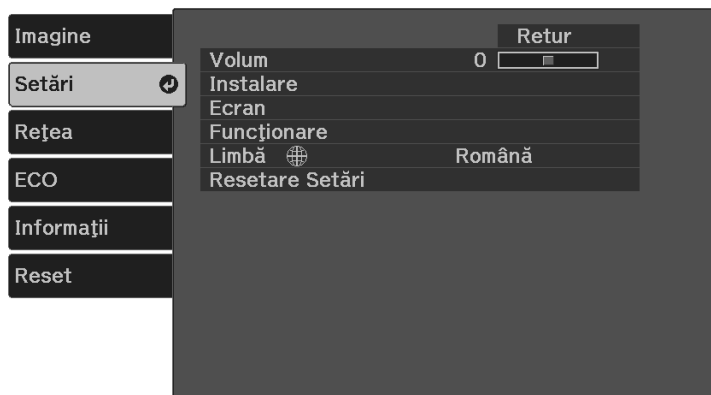 Imagine
Setări
Reţea
ECO
Informaţii
Reset
Retur
Volum 0
Instalare
Ecran
Funcţionare
Limbă Română
Resetare Setări